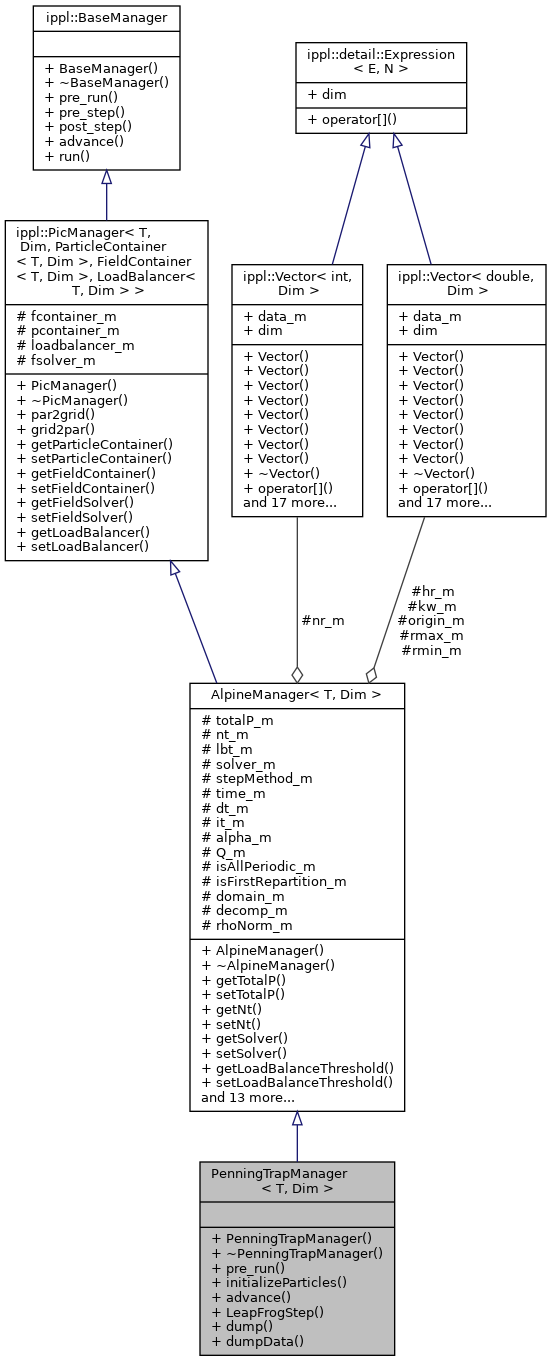 ippl::BaseManager
+ BaseManager()
+ ~BaseManager()
+ pre_run()
+ pre_step()
+ post_step()
+ advance()
+ run()
ippl::detail::Expression
< E, N >
+ dim
+ operator[]()
ippl::PicManager< T,
Dim, ParticleContainer
< T, Dim >, FieldContainer
< T, Dim >, LoadBalancer<
T, Dim > >
# fcontainer_m
# pcontainer_m
# loadbalancer_m
# fsolver_m
+ PicManager()
+ ~PicManager()
+ par2grid()
+ grid2par()
+ getParticleContainer()
+ setParticleContainer()
+ getFieldContainer()
+ setFieldContainer()
+ getFieldSolver()
+ setFieldSolver()
+ getLoadBalancer()
+ setLoadBalancer()
ippl::Vector< int,
Dim >
+ data_m
+ dim
+ Vector()
+ Vector()
+ Vector()
+ Vector()
+ Vector()
+ Vector()
+ Vector()
+ Vector()
+ ~Vector()
+ operator[]()
and 17 more...
ippl::Vector< double,
Dim >
+ data_m
+ dim
+ Vector()
+ Vector()
+ Vector()
+ Vector()
+ Vector()
+ Vector()
+ Vector()
+ Vector()
+ ~Vector()
+ operator[]()
and 17 more...
#nr_m
#hr_m
#kw_m
#origin_m
#rmax_m
#rmin_m
AlpineManager< T, Dim >
# totalP_m
# nt_m
# lbt_m
# solver_m
# stepMethod_m
# time_m
# dt_m
# it_m
# alpha_m
# Q_m
# isAllPeriodic_m
# isFirstRepartition_m
# domain_m
# decomp_m
# rhoNorm_m
+ AlpineManager()
+ ~AlpineManager()
+ getTotalP()
+ setTotalP()
+ getNt()
+ setNt()
+ getSolver()
+ setSolver()
+ getLoadBalanceThreshold()
+ setLoadBalanceThreshold()
and 13 more...
PenningTrapManager
< T, Dim >
+ PenningTrapManager()
+ ~PenningTrapManager()
+ pre_run()
+ initializeParticles()
+ advance()
+ LeapFrogStep()
+ dump()
+ dumpData()